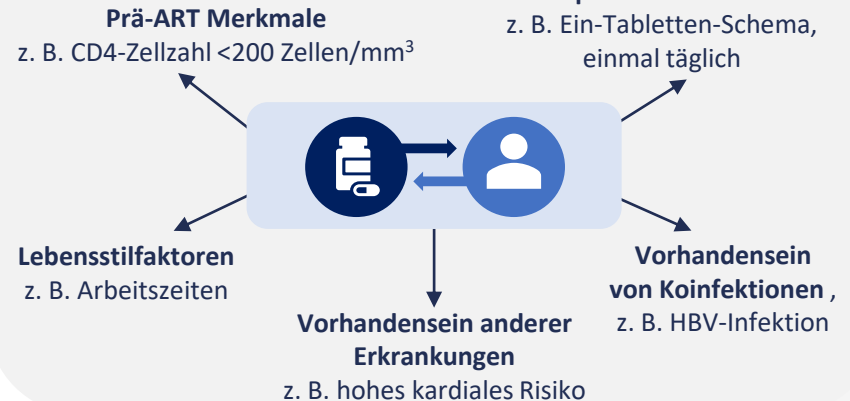 Prä-ART Merkmale
z. B. CD4-Zellzahl <200 Zellen/mm³
z. B. Ein-Tabletten-Schema,
einmal täglich
Lebensstilfaktoren
z. B. Arbeitszeiten
Vorhandensein
von Koinfektionen ,
z. B. HBV-Infektion
Vorhandensein anderer
Erkrankungen
z. B. hohes kardiales Risiko